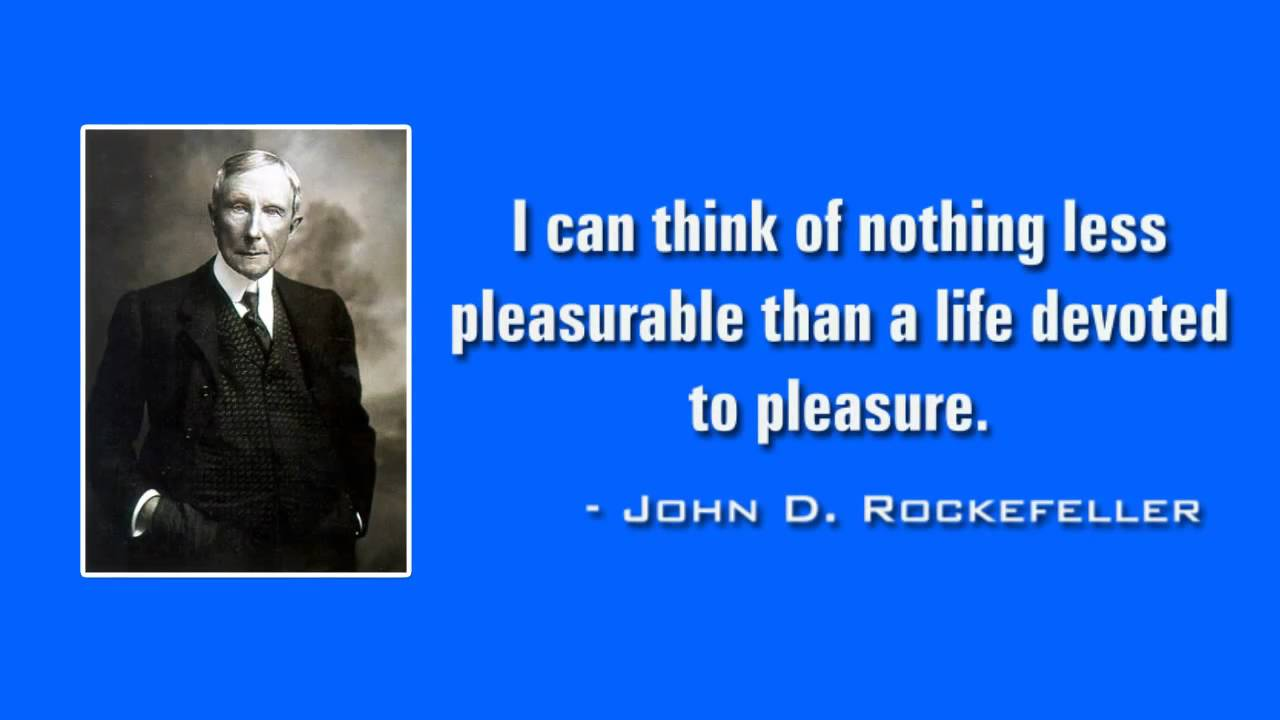 I can think of nothing less
pleasurable than a life devoted
to pleasure.
- John D. Rockefeller